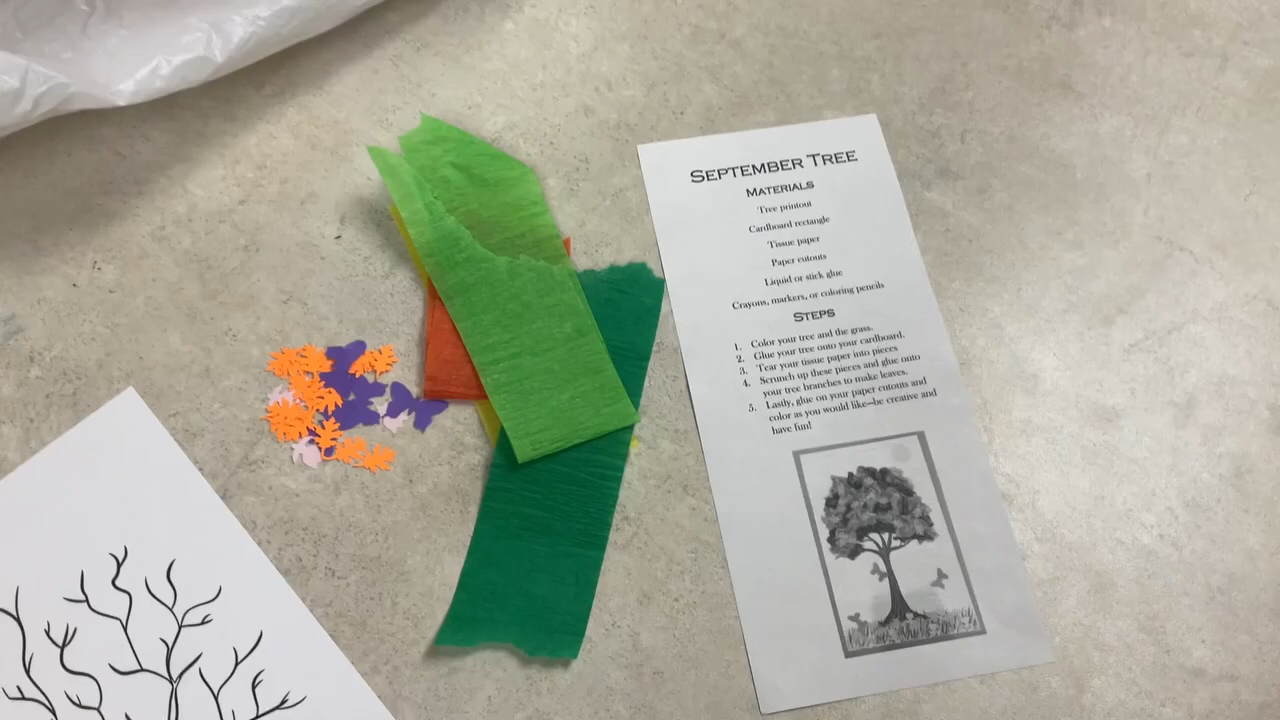 SEPTEMBER TREE
MATERIALS
Tree printout
Cardboard rectangle
Tissue paper
Paper cutouts
Liquid or stick glue
Crayons, markers, or coloring pencils
STEPS
1. Color your tree and the grass.
2. Glue your tree onto your cardboard.
3. Tear your tissue paper into pieces
4. Scrunch up these pieces and glue onto
your tree branches to make leaves.
5. Lastly, glue on your paper cutouts and
color as you would like—be creative and
have fun!